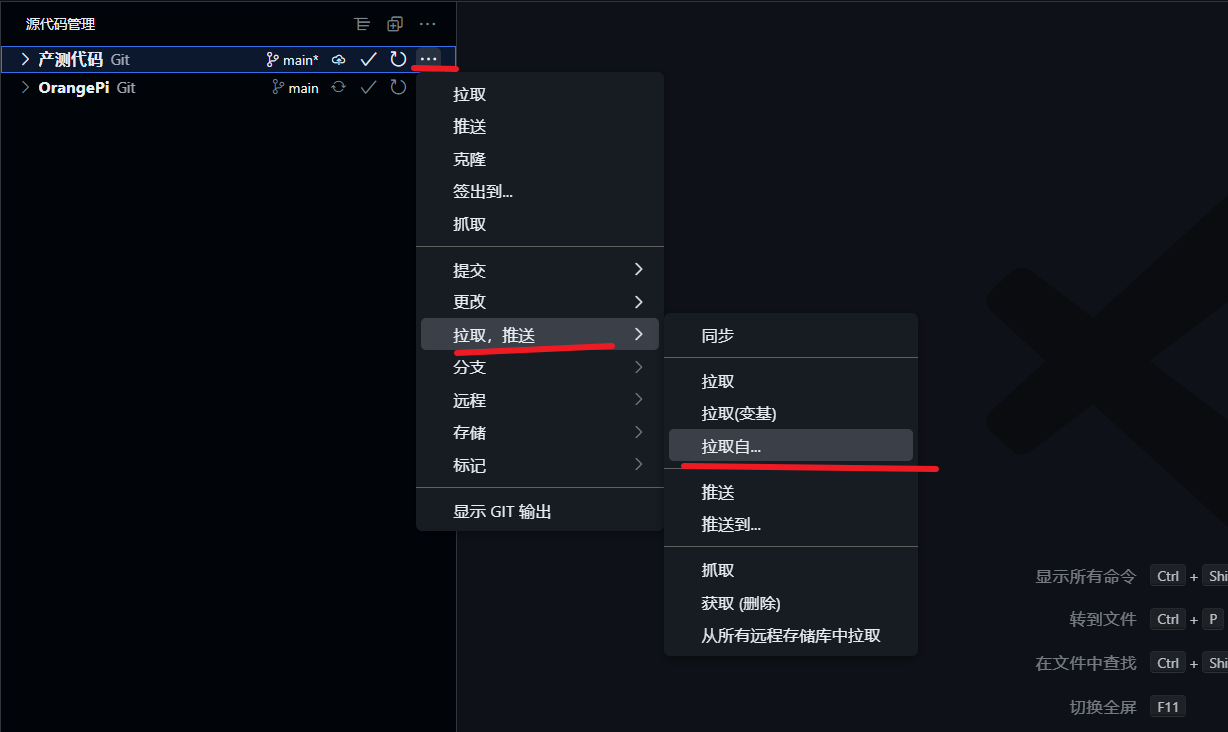 源代码管理
产测代码 Git main*
OrangePi Git main
拉取
推送
克隆
签出到...
抓取
提交
更改
拉取，推送
分支
远程
存储
标记
显示 GIT 输出
同步
拉取
拉取(变基)
拉取自...
推送
推送到...
抓取
获取 (删除)
从所有远程存储库中拉取
显示所有命令 Ctrl + Shi
转到文件 Ctrl + P
在文件中查找 Ctrl + Shi
切换全屏 F11